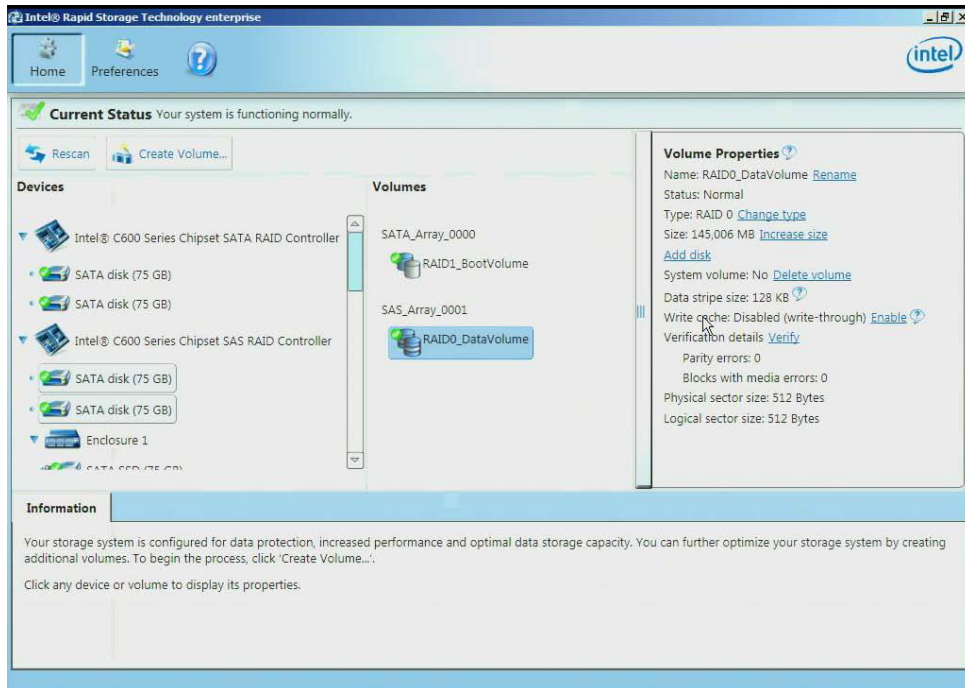 Intel® Rapid Storage Technology enterprise
Home
Preferences
?
intel
Current Status Your system is functioning normally.
Rescan
Create Volume...
Devices
Intel® C600 Series Chipset SATA RAID Controller
SATA disk (75 GB)
SATA disk (75 GB)
Intel® C600 Series Chipset SAS RAID Controller
SATA disk (75 GB)
SATA disk (75 GB)
Enclosure 1
SATA SSD (75 GB)
Volumes
SATA_Array_0000
RAID1_BootVolume
SAS_Array_0001
RAID0_DataVolume
Volume Properties ?
Name: RAID0_DataVolume Rename
Status: Normal
Type: RAID 0 Change type
Size: 145,006 MB Increase size
Add disk
System volume: No Delete volume
Data stripe size: 128 KB ?
Write cache: Disabled (write-through) Enable ?
Verification details Verify
Parity errors: 0
Blocks with media errors: 0
Physical sector size: 512 Bytes
Logical sector size: 512 Bytes
Information
Your storage system is configured for data protection, increased performance and optimal data storage capacity. You can further optimize your storage system by creating
additional volumes. To begin the process, click 'Create Volume...'.
Click any device or volume to display its properties.